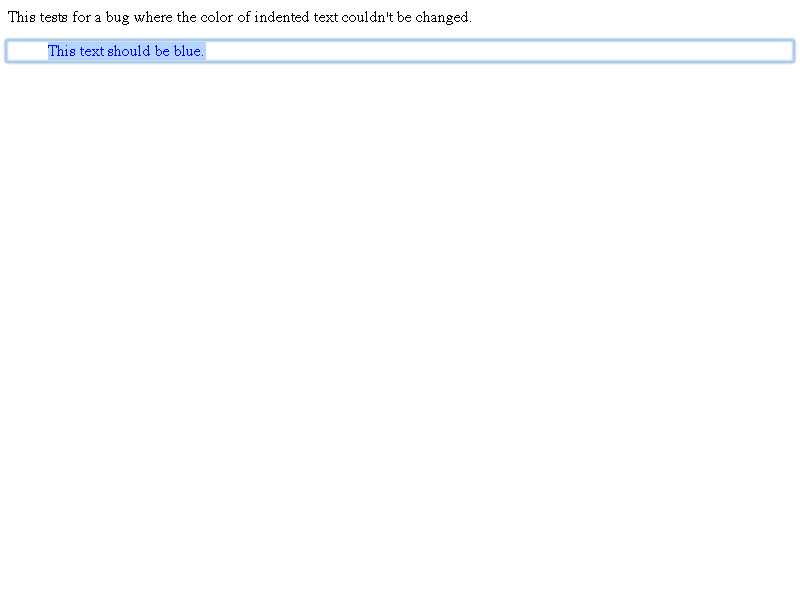 This tests for a bug where the color of indented text couldn't be changed.
This text should be blue.